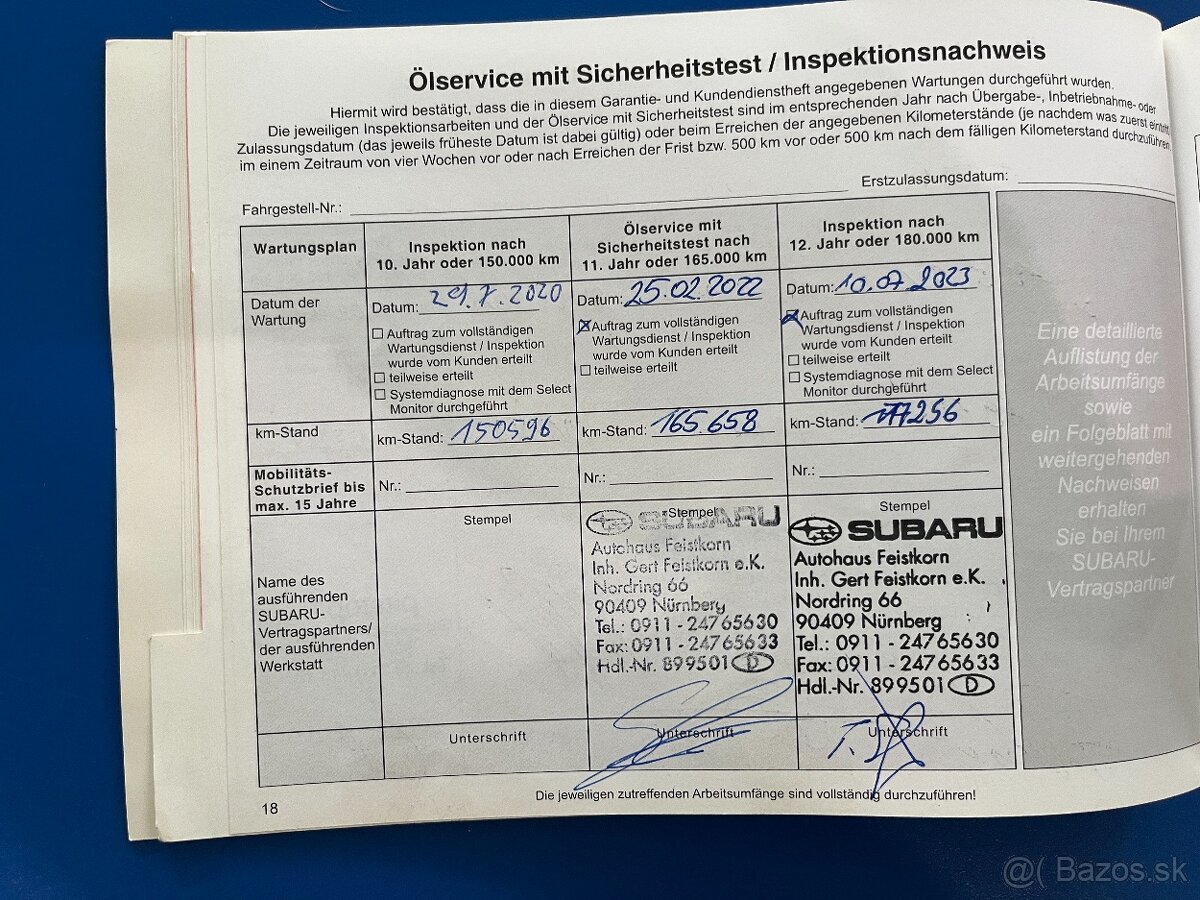 Ölservice mit Sicherheitstest / Inspektionsnachweis
Hiermit wird bestätigt, dass die in diesem Garantie- und Kundendienstheft angegebenen Wartungen durchgeführt wurden.
Die jeweiligen Inspektionsarbeiten und der Ölservice mit Sicherheitstest sind im entsprechenden Jahr nach Übergabe-, Inbetriebnahme- oder
Zulassungsdatum (das jeweils früheste Datum ist dabei gültig) oder beim Erreichen der angegebenen Kilometerstände (je nachdem was zuerst eintritt)
im einem Zeitraum von vier Wochen vor oder nach Erreichen der Frist bzw. 500 km vor oder 500 km nach dem fälligen Kilometerstand durchzuführen.
Fahrgestell-Nr.:
Erstzulassungsdatum:
Wartungsplan
Inspektion nach
10. Jahr oder 150.000 km
Ölservice mit
Sicherheitstest nach
11. Jahr oder 165.000 km
Inspektion nach
12. Jahr oder 180.000 km
Datum der
Wartung
Datum: 29.7.2020
Auftrag zum vollständigen
Wartungsdienst / Inspektion
wurde vom Kunden erteilt
teilweise erteilt
Systemdiagnose mit dem Select
Monitor durchgeführt
Datum: 25.02.2022
Auftrag zum vollständigen
Wartungsdienst / Inspektion
wurde vom Kunden erteilt
teilweise erteilt
Datum: 10.07.2023
Auftrag zum vollständigen
Wartungsdienst / Inspektion
wurde vom Kunden erteilt
teilweise erteilt
Systemdiagnose mit dem Select
Monitor durchgeführt
km-Stand
km-Stand: 150596
km-Stand: 165.658
km-Stand: 177256
Mobilitäts-
Schutzbrief bis
max. 15 Jahre
Nr.:
Nr.:
Nr.:
Name des
ausführenden
SUBARU-
Vertragspartners/
der ausführenden
Werkstatt
Stempel
Stempel
SUBARU
Autohaus Feistkorn
Inh. Gert Feistkorn e.K.
Nordring 66
90409 Nürnberg
Tel.: 0911 - 24765630
Fax: 0911 - 24765633
Hdl.-Nr. 899501 D
Stempel
SUBARU
Autohaus Feistkorn
Inh. Gert Feistkorn e.K.
Nordring 66
90409 Nürnberg
Tel.: 0911 - 24765630
Fax: 0911 - 24765633
Hdl.-Nr. 899501 D
Unterschrift
Unterschrift
Unterschrift
Eine detaillierte
Auflistung der
Arbeitsumfänge
sowie
ein Folgeblatt mit
weitergehenden
Nachweisen
erhalten
Sie bei Ihrem
SUBARU-
Vertragspartner
Die jeweiligen zutreffenden Arbeitsumfänge sind vollständig durchzuführen!
18
@( Bazos.sk